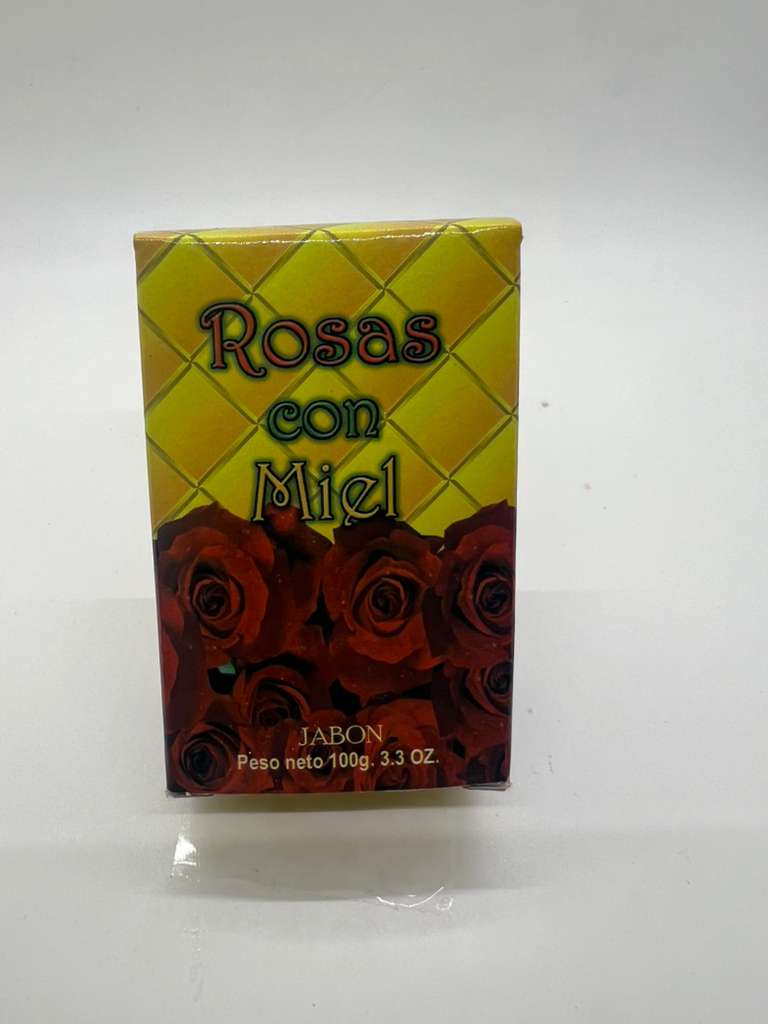 Rosas
con
Miel
JABON
Peso neto 100g. 3.3 OZ.